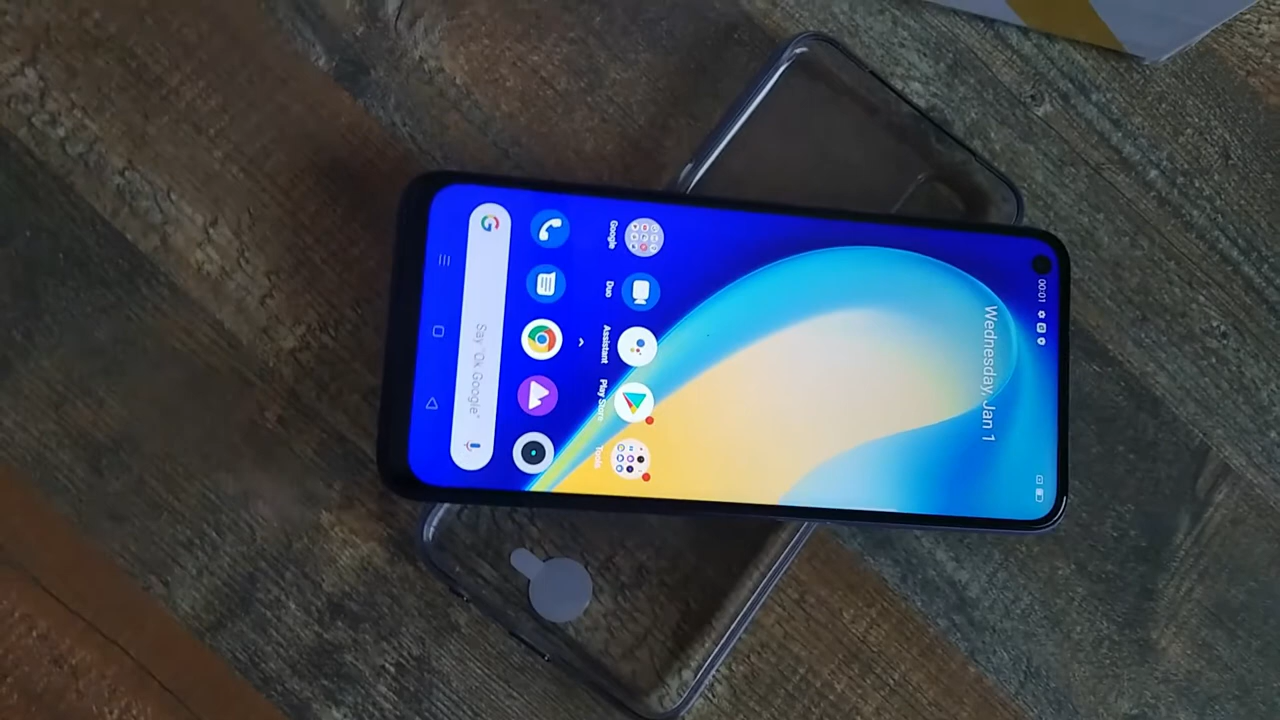 00:01
Wednesday, Jan 1
Google
Duo
Assistant
Play Store
Tools
Say "Ok Google"